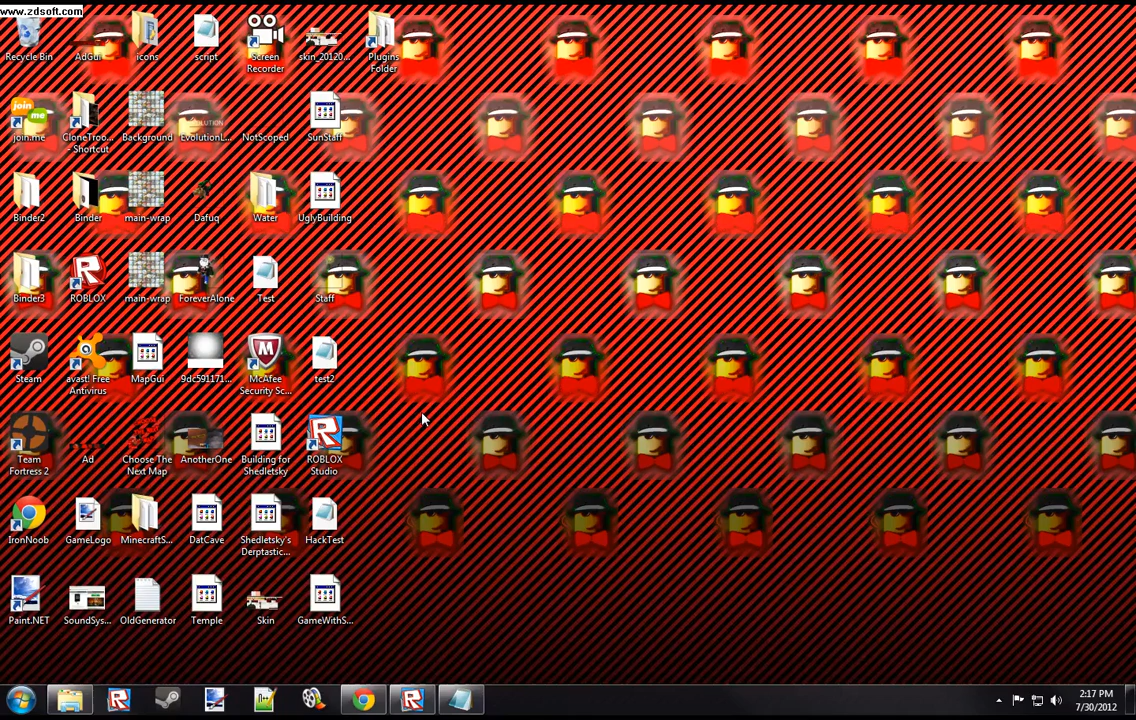 www.zdsoft.com
Recycle Bin
AdGui
icons
script
Screen
Recorder
skin_20120...
Plugins
Folder
join.me
CloneTroo...
- Shortcut
Background
EvolutionL...
NotScoped
SunStaff
Binder2
Binder
main-wrap
Dafuq
Water
UglyBuilding
Binder3
ROBLOX
main-wrap
ForeverAlone
Test
Staff
Steam
avast! Free
Antivirus
MapGui
9dc591171...
McAfee
Security Sc...
test2
Team
Fortress 2
Ad
Choose The
Next Map
AnotherOne
Building for
Shedletsky
ROBLOX
Studio
IronNoob
GameLogo
MinecraftS...
DatCave
Shedletsky's
Derptastic...
HackTest
Paint.NET
SoundSys...
OldGenerator
Temple
Skin
GameWithS...
2:17 PM
7/30/2012